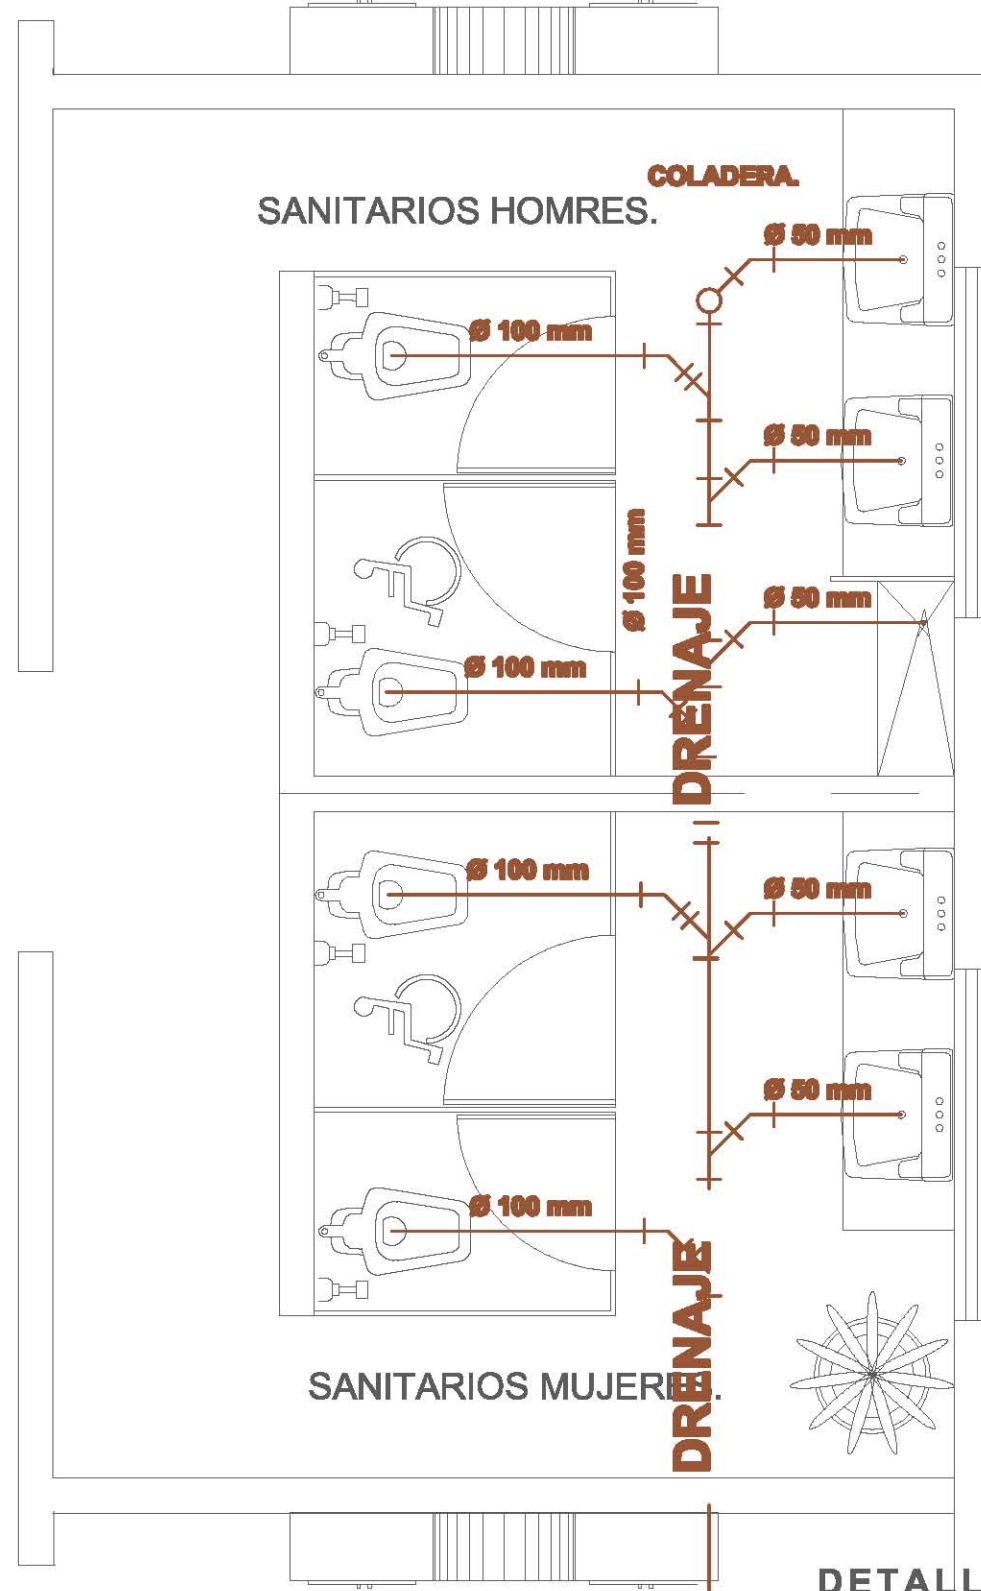 COLADERA.
SANITARIOS HOMRES.
Ø 50 mm
Ø 100 mm
Ø 50 mm
Ø 100 mm
DRENAJE
Ø 50 mm
Ø 100 mm
Ø 100 mm
Ø 50 mm
Ø 50 mm
Ø 100 mm
DRENAJE
SANITARIOS MUJERES.
DETALL